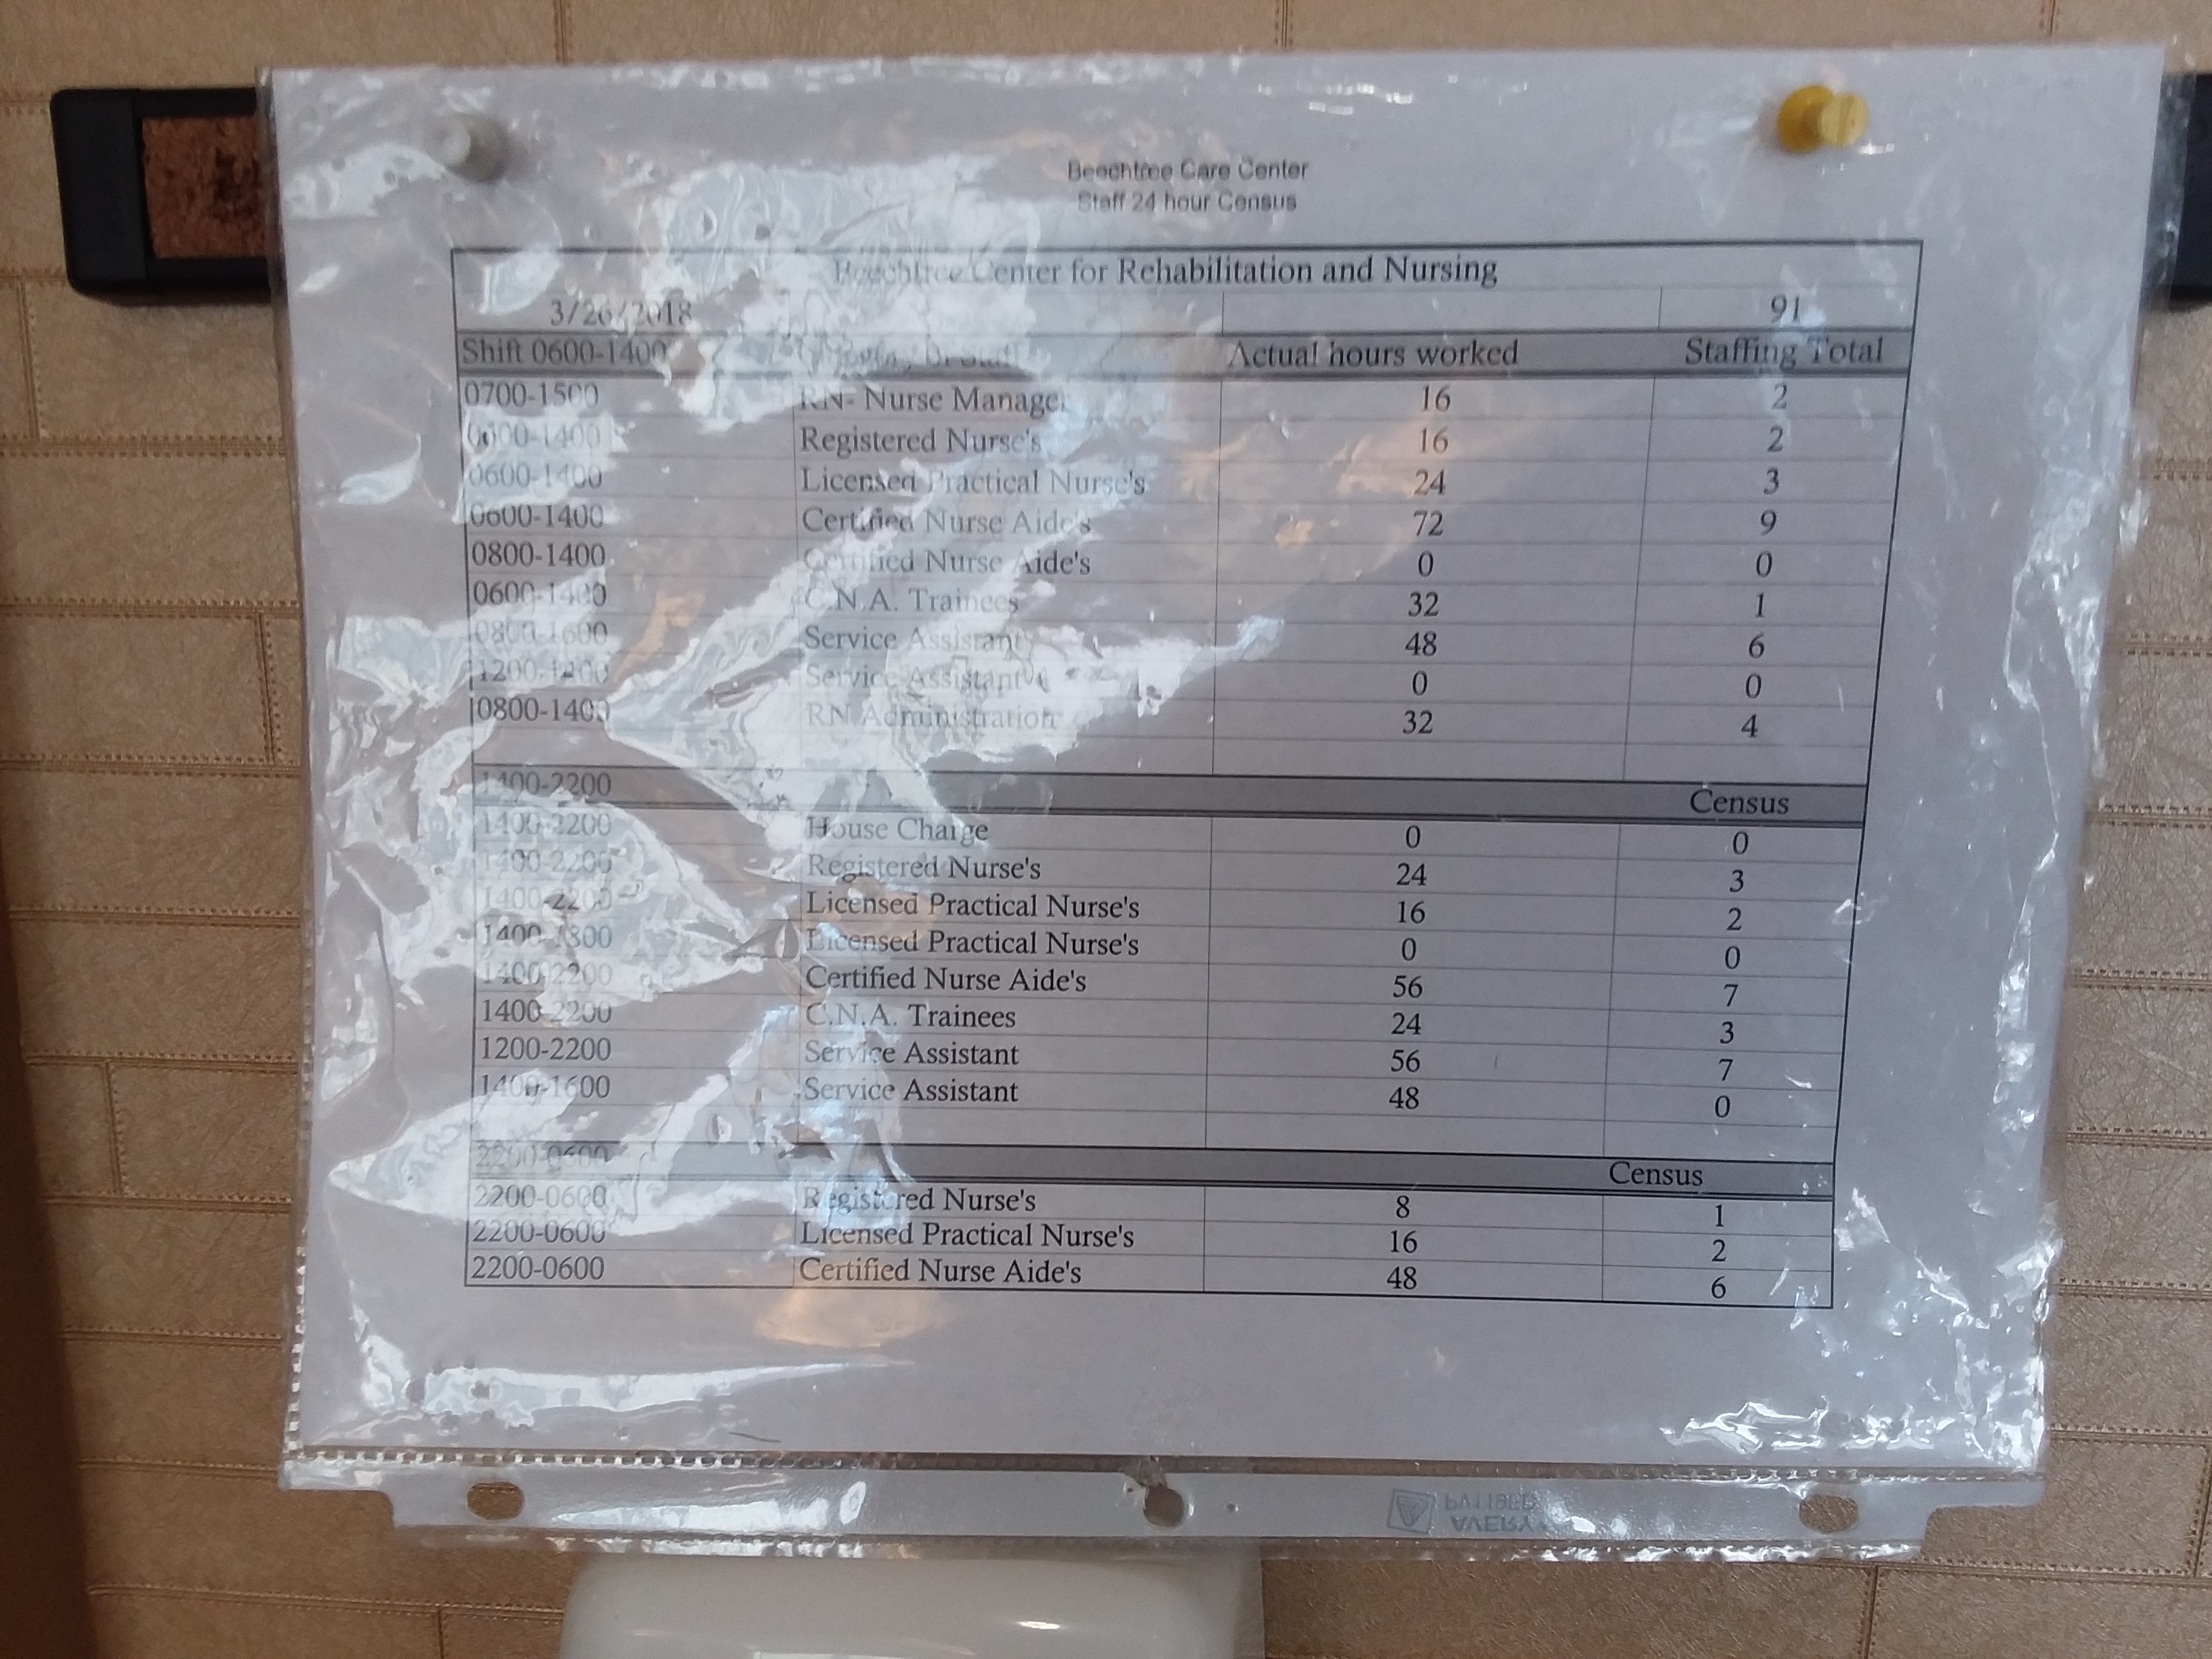 Beechtree Care Center
Staff 24 hour Census
Beechtree Center for Rehabilitation and Nursing
3/26/2018 91
Shift 0600-1400 Actual hours worked Staffing Total
0700-1500 RN- Nurse Manager 16 2
0600-1400 Registered Nurse's 16 2
0600-1400 Licensed Practical Nurse's 24 3
0600-1400 Certified Nurse Aide's 72 9
0800-1400 Certified Nurse Aide's 0 0
0600-1400 C.N.A. Trainees 32 1
0800-1600 Service Assistant 48 6
1200-1200 Service Assistant 0 0
0800-1400 RN Administration 32 4
1400-2200 Census
1400-2200 House Charge 0 0
1400-2200 Registered Nurse's 24 3
1400-2200 Licensed Practical Nurse's 16 2
1400-1800 Licensed Practical Nurse's 0 0
1400-2200 Certified Nurse Aide's 56 7
1400-2200 C.N.A. Trainees 24 3
1200-2200 Service Assistant 56 7
1400-1600 Service Assistant 48 0
2200-0600 Census
2200-0600 Registered Nurse's 8 1
2200-0600 Licensed Practical Nurse's 16 2
2200-0600 Certified Nurse Aide's 48 6